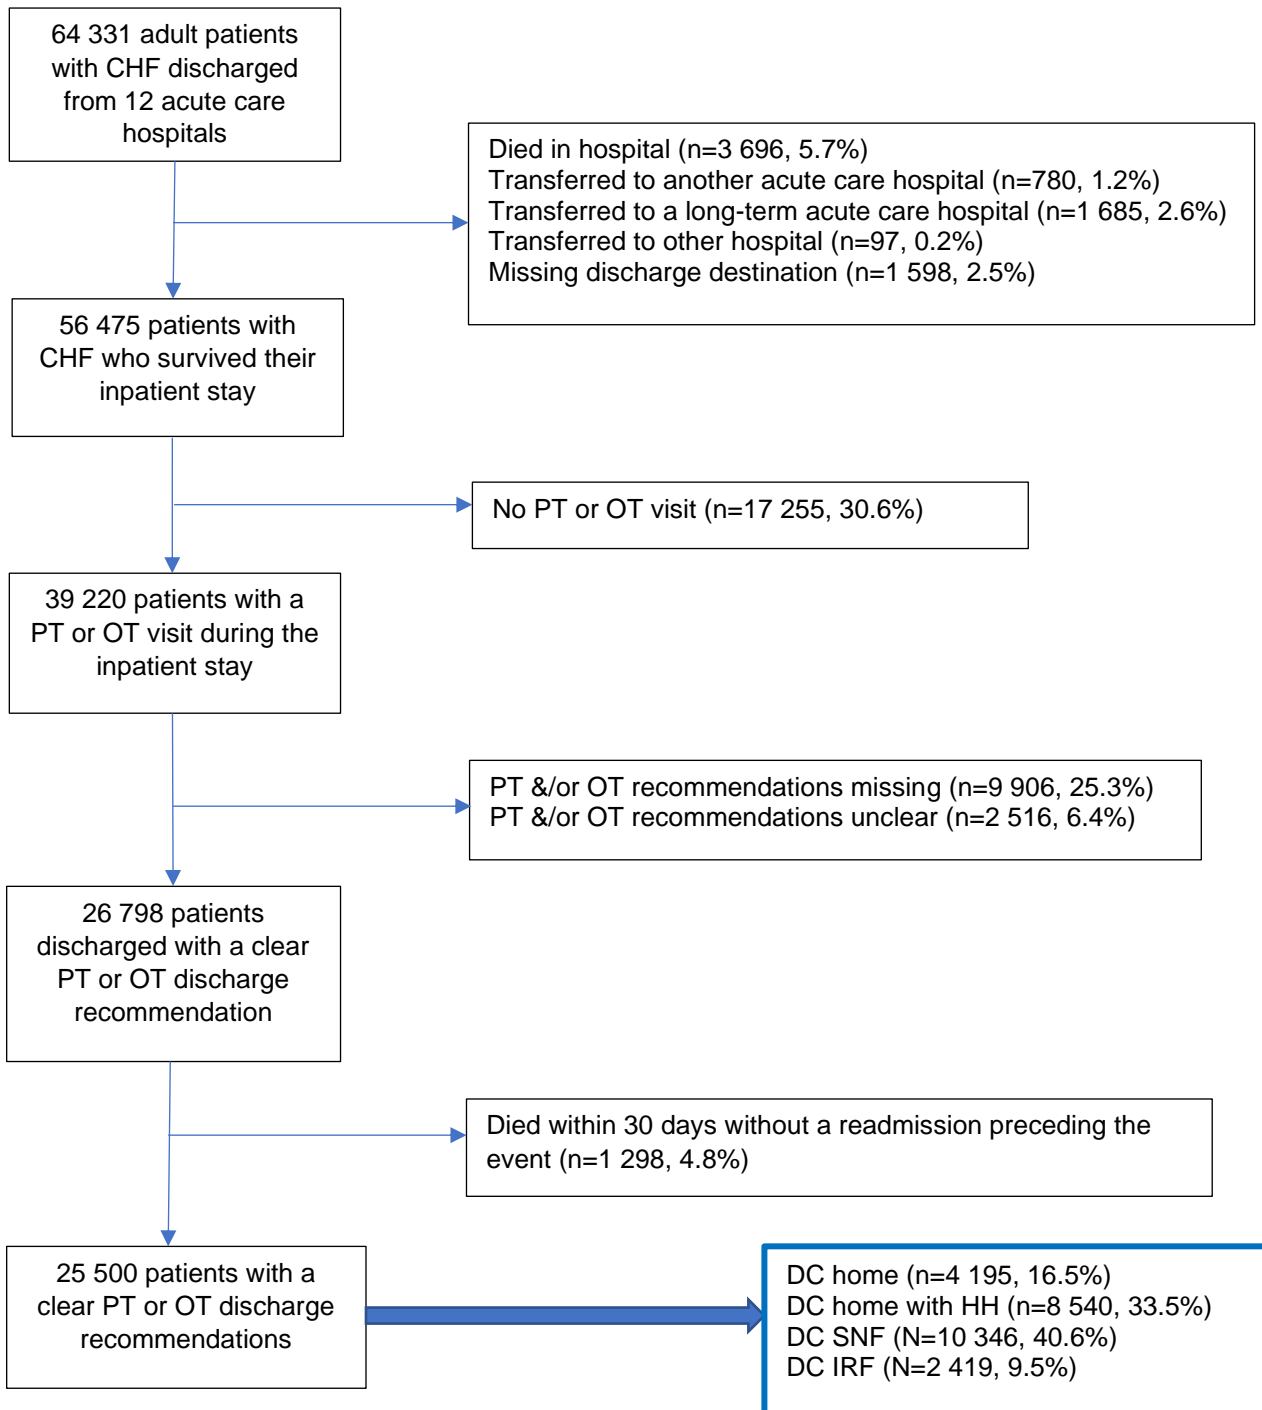 64 331 adult patients
with CHF discharged
from 12 acute care
hospitals
Died in hospital (n=3 696, 5.7%)
Transferred to another acute care hospital (n=780, 1.2%)
Transferred to a long-term acute care hospital (n=1 685, 2.6%)
Transferred to other hospital (n=97, 0.2%)
Missing discharge destination (n=1 598, 2.5%)
56 475 patients with
CHF who survived their
inpatient stay
No PT or OT visit (n=17 255, 30.6%)
39 220 patients with a
PT or OT visit during the
inpatient stay
PT &/or OT recommendations missing (n=9 906, 25.3%)
PT &/or OT recommendations unclear (n=2 516, 6.4%)
26 798 patients
discharged with a clear
PT or OT discharge
recommendation
Died within 30 days without a readmission preceding the
event (n=1 298, 4.8%)
25 500 patients with a
clear PT or OT discharge
recommendations
DC home (n=4 195, 16.5%)
DC home with HH (n=8 540, 33.5%)
DC SNF (N=10 346, 40.6%)
DC IRF (N=2 419, 9.5%)